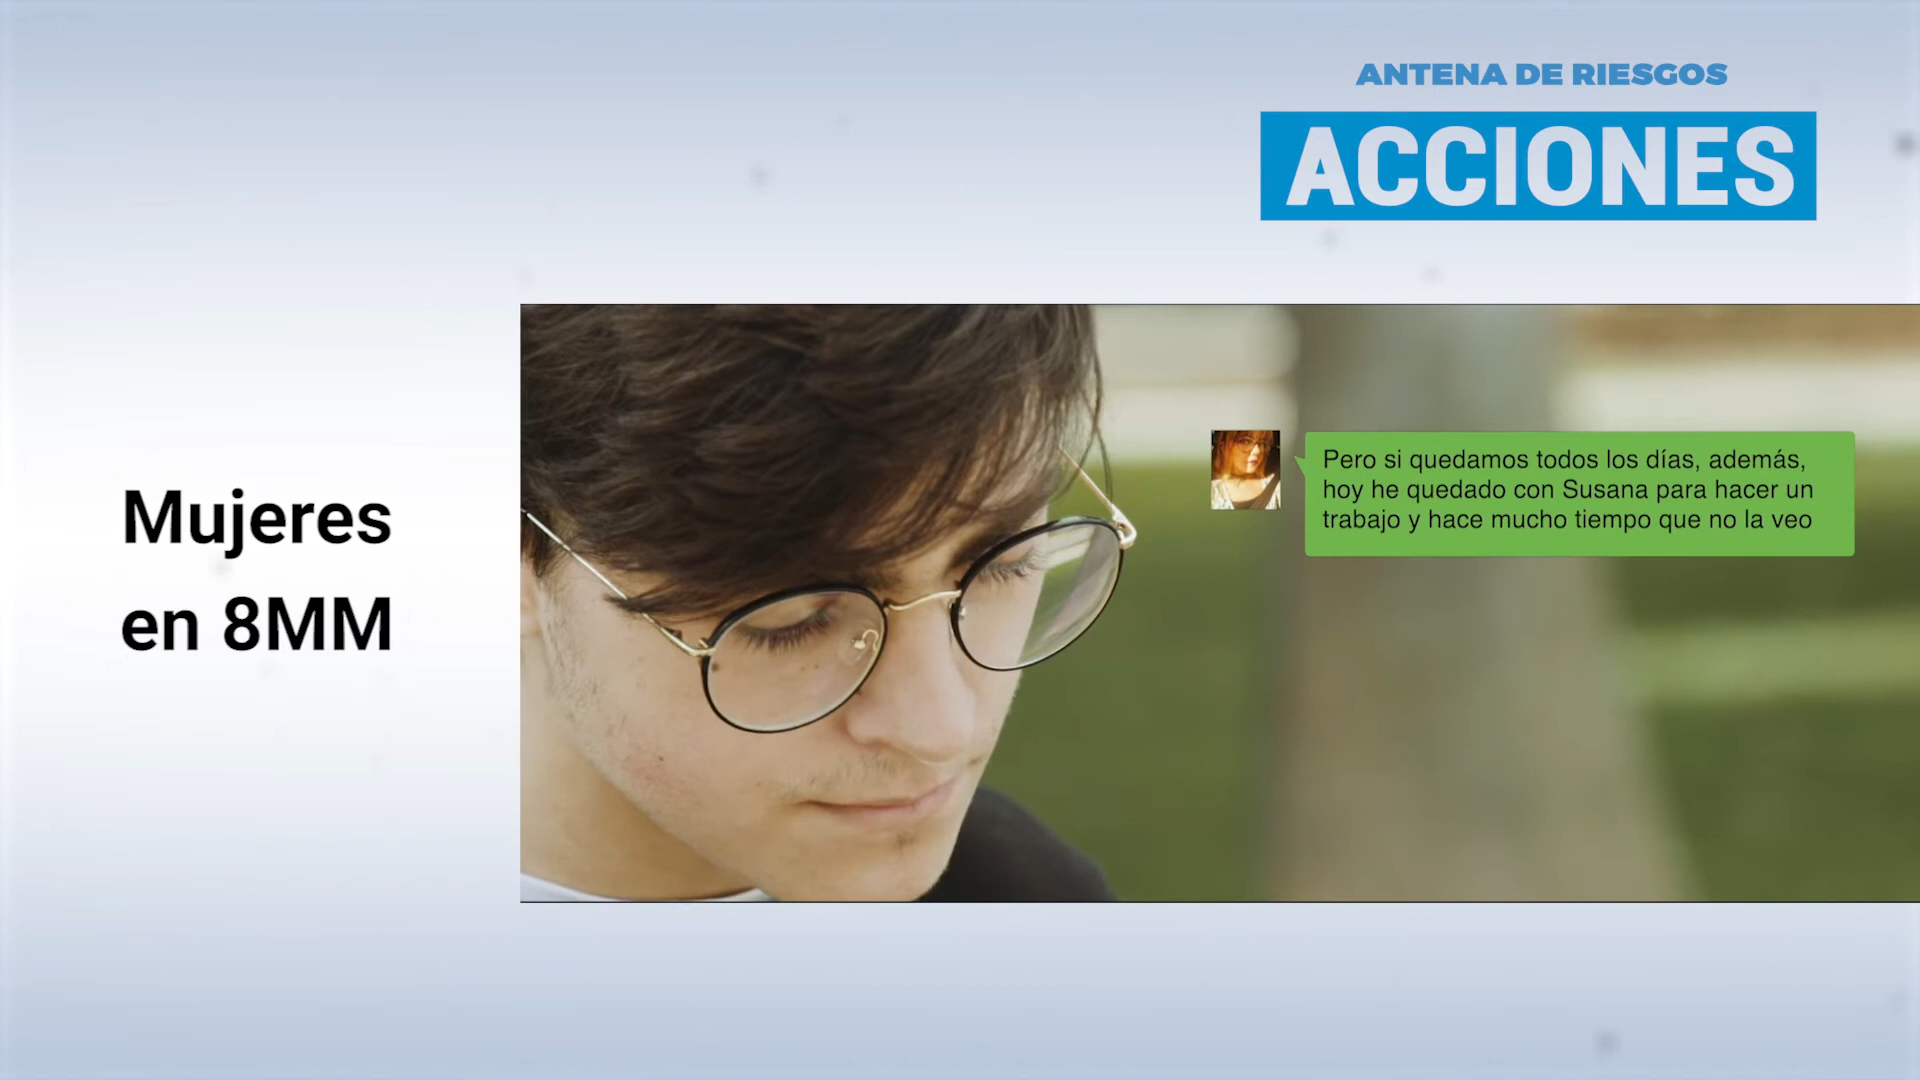 ANTENA DE RIESGOS
ACCIONES
Mujeres
en 8MM
Pero si quedamos todos los días, además,
hoy he quedado con Susana para hacer un
trabajo y hace mucho tiempo que no la veo